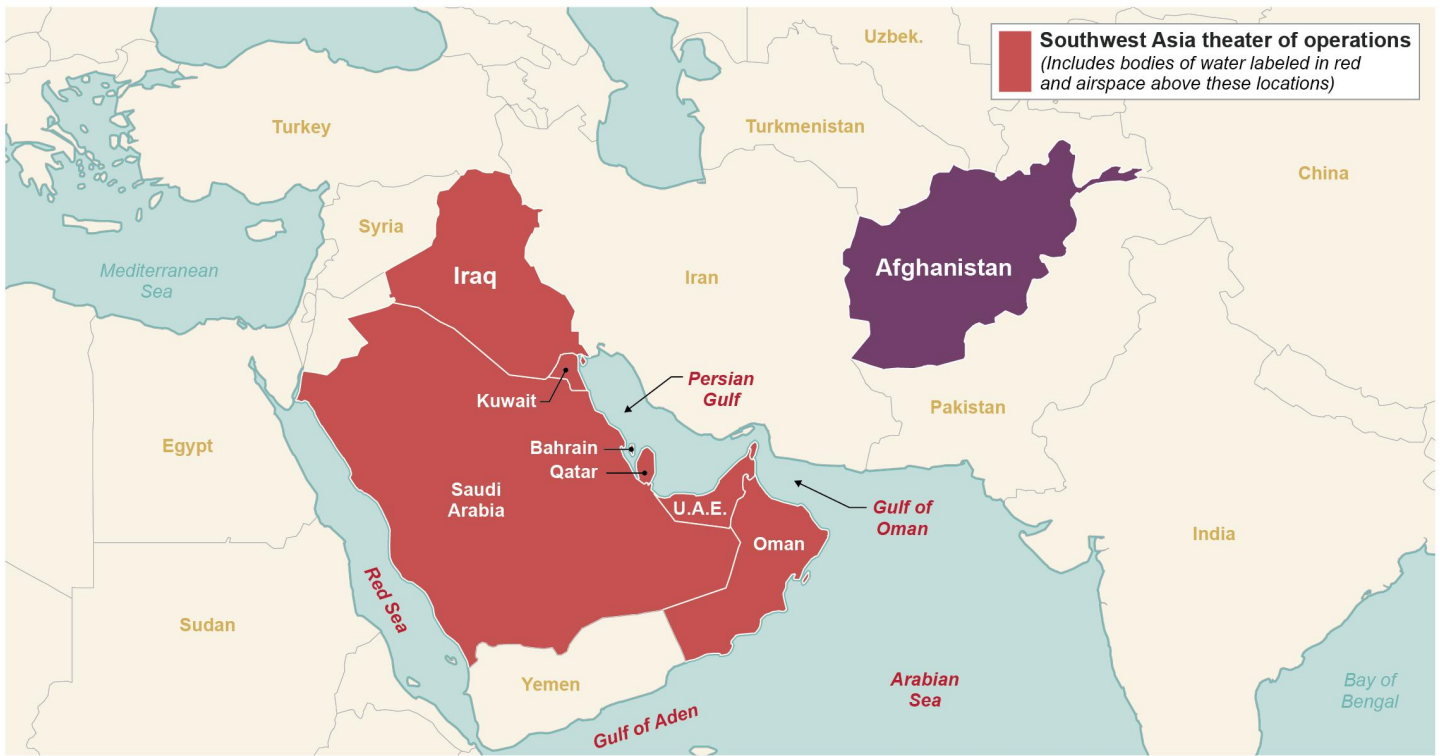 Southwest Asia theater of operations
(Includes bodies of water labeled in red
and airspace above these locations)
Uzbek.
Turkey
Turkmenistan
China
Syria
Mediterranean
Sea
Iraq
Iran
Afghanistan
Persian
Gulf
Kuwait
Pakistan
Egypt
Bahrain
Qatar
Saudi
Arabia
U.A.E.
Gulf of
Oman
Oman
India
Red Sea
Sudan
Yemen
Arabian
Sea
Bay of
Bengal
Gulf of Aden